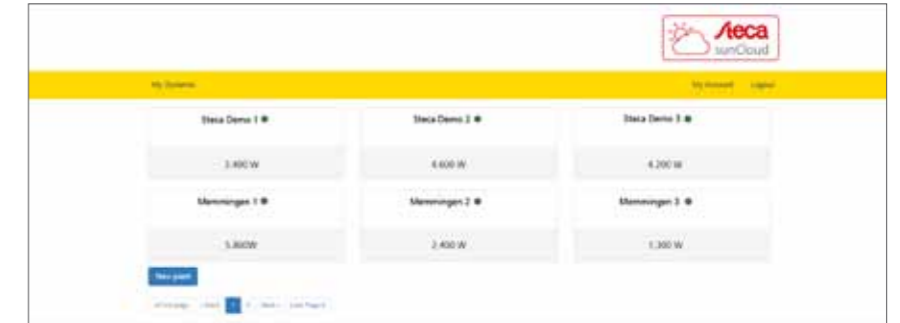 Steca
sunCloud
My Systems My Account Logout
Steca Demo 1 Steca Demo 2 Steca Demo 3
3.400 W 4.600 W 4.200 W
Memmingen 1 Memmingen 2 Memmingen 3
5.800W 2.400 W 1.300 W
New plant